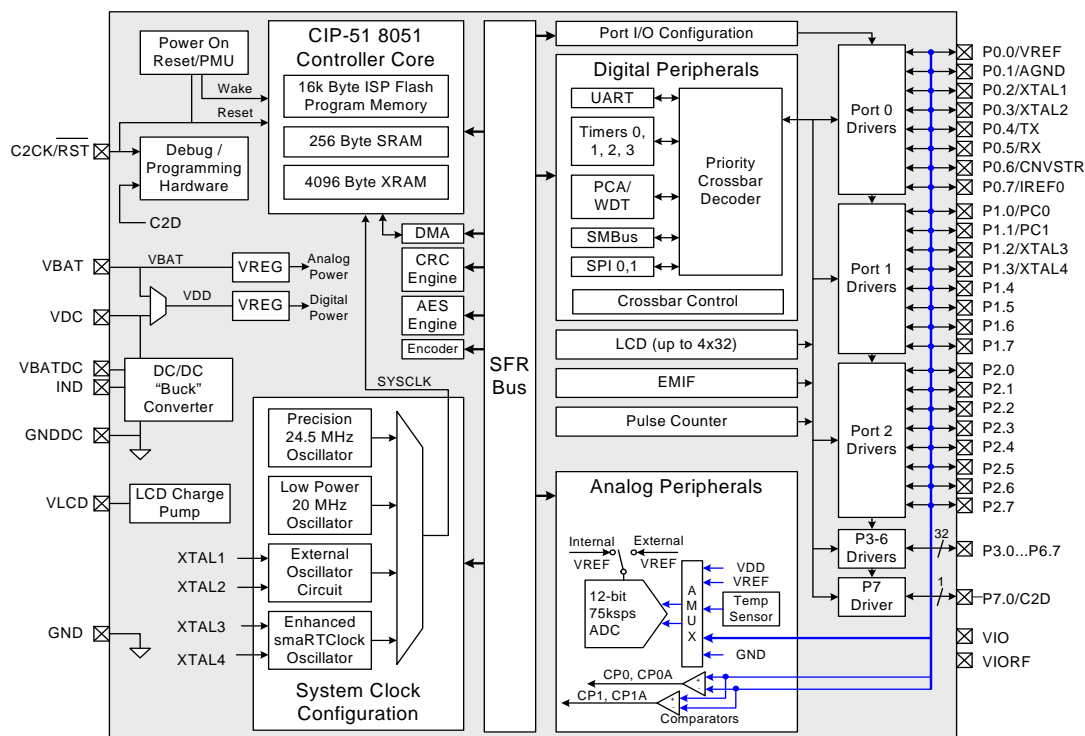 Power On
Reset/PMU
Wake
Reset
C2CK/RST
Debug /
Programming
Hardware
C2D
VBAT
VBAT
VREG
Analog
Power
VDC
VDD
VREG
Digital
Power
VBATDC
IND
DC/DC
“Buck”
Converter
GNDDC
VLCD
LCD Charge
Pump
XTAL1
XTAL2
XTAL3
XTAL4
GND
CIP-51 8051
Controller Core
16k Byte ISP Flash
Program Memory
256 Byte SRAM
4096 Byte XRAM
DMA
CRC
Engine
AES
Engine
Encoder
SYSCLK
Precision
24.5 MHz
Oscillator
Low Power
20 MHz
Oscillator
External
Oscillator
Circuit
Enhanced
smaRTClock
Oscillator
System Clock
Configuration
SFR
Bus
Port I/O Configuration
Digital Peripherals
UART
Timers 0,
1, 2, 3
PCA/
WDT
SMBus
SPI 0,1
Priority
Crossbar
Decoder
Crossbar Control
LCD (up to 4x32)
EMIF
Pulse Counter
Analog Peripherals
Internal
VREF
External
VREF
12-bit
75ksps
ADC
A
M
U
X
VDD
VREF
Temp
Sensor
GND
CP0, CP0A
+
-
CP1, CP1A
+
-
Comparators
Port 0
Drivers
Port 1
Drivers
Port 2
Drivers
P3-6
Drivers
P7
Driver
32
1
P0.0/VREF
P0.1/AGND
P0.2/XTAL1
P0.3/XTAL2
P0.4/TX
P0.5/RX
P0.6/CNVSTR
P0.7/IREF0
P1.0/PC0
P1.1/PC1
P1.2/XTAL3
P1.3/XTAL4
P1.4
P1.5
P1.6
P1.7
P2.0
P2.1
P2.2
P2.3
P2.4
P2.5
P2.6
P2.7
P3.0...P6.7
P7.0/C2D
VIO
VIORF